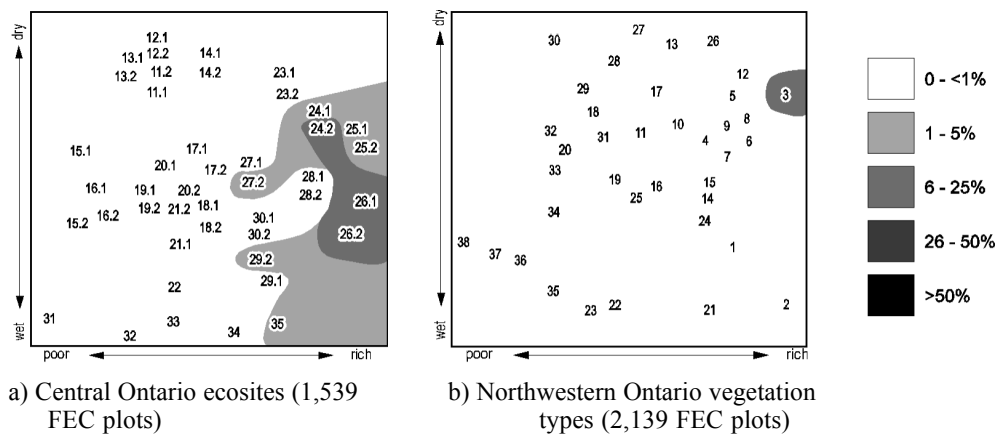 dry
12.1
13.1 12.2 14.1
13.2 11.2 14.2 23.1
11.1 23.2
24.1
24.2 25.1
25.2
15.1 17.1
20.1 17.2 27.1
27.2 28.1
16.1 19.1 20.2 28.2
26.1
19.2 21.2 18.1
15.2 16.2 18.2 30.1
30.2 26.2
21.1
29.2
22 29.1
31 33 35
32 34
wet
poor rich
dry
27
30 13 26
28
12
29 17 5 3
18 8
10 9
32 31 11 4 6
20 7
33
19 16 15
25 14
34 24
38 1
37 36
35
23 22 21 2
wet
poor rich
0 - <1%
1 - 5%
6 - 25%
26 - 50%
>50%
a) Central Ontario ecosites (1,539
FEC plots)
b) Northwestern Ontario vegetation
types (2,139 FEC plots)